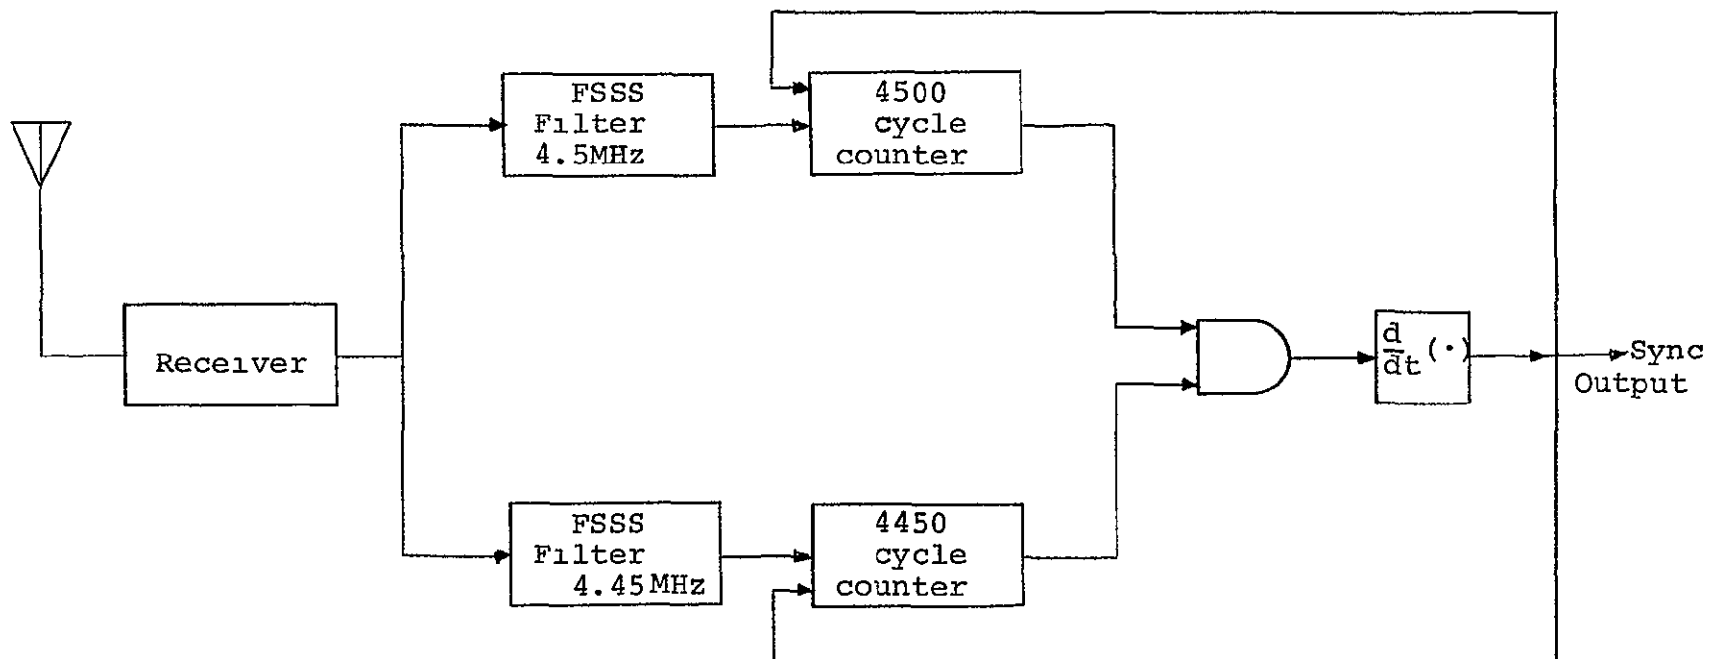 FSSS
Filter
4.5MHz
4500
cycle
counter
Receiver
d
dt (·)
Sync
Output
FSSS
Filter
4.45MHz
4450
cycle
counter